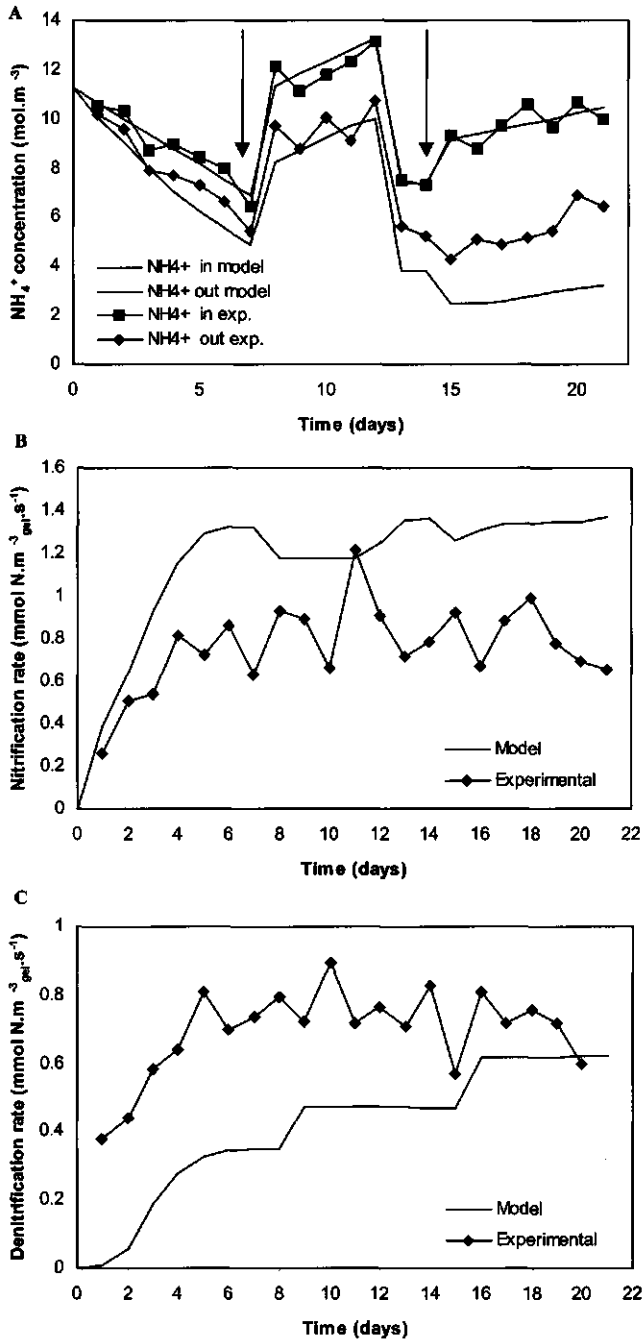 A
14
12
10
8
6
4
2
0
NH₄⁺ concentration (mol.m⁻³)
NH4+ in model
NH4+ out model
NH4+ in exp.
NH4+ out exp.
0 5 10 15 20
Time (days)
B
1.6
1.4
1.2
1
0.8
0.6
0.4
0.2
0
Nitrification rate (mmol N.m⁻³gel.s⁻¹)
Model
Experimental
0 2 4 6 8 10 12 14 16 18 20 22
Time (days)
C
1
0.8
0.6
0.4
0.2
0
Denitrification rate (mmol N.m⁻³gel.s⁻¹)
Model
Experimental
0 2 4 6 8 10 12 14 16 18 20 22
Time (days)